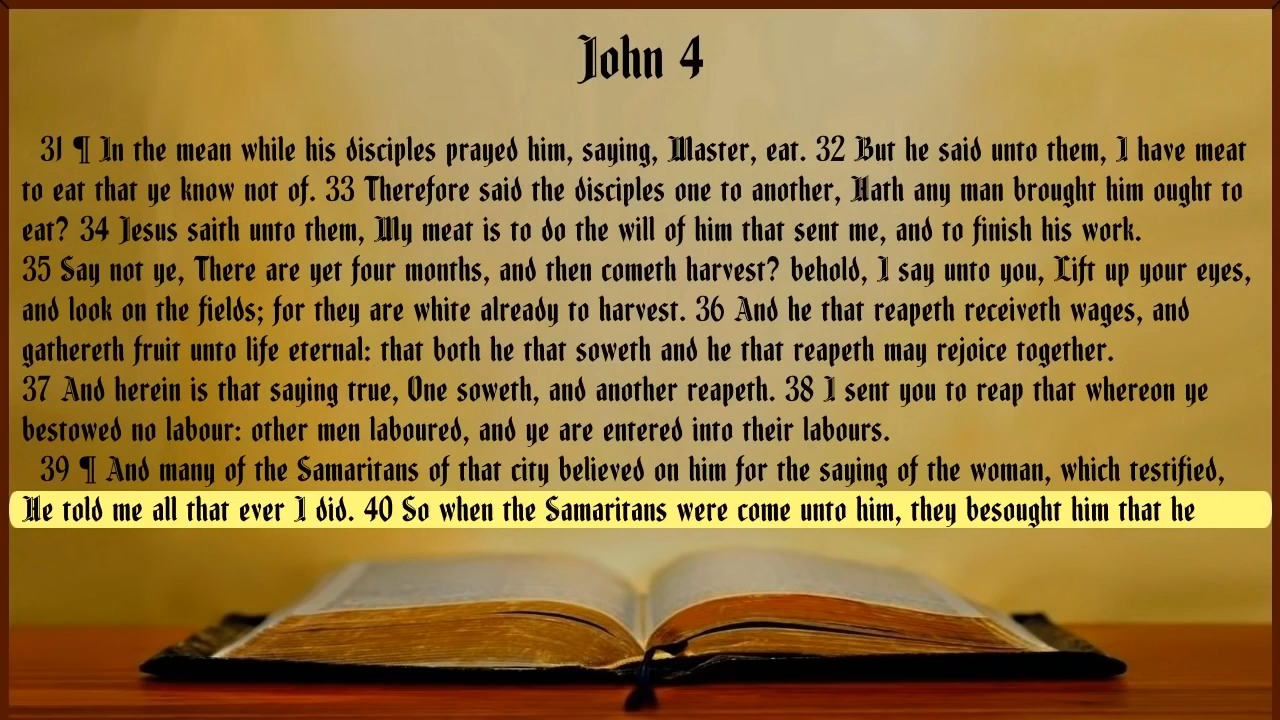 John 4
31 ¶ In the mean while his disciples prayed him, saying, Master, eat. 32 But he said unto them, I have meat
to eat that ye know not of. 33 Therefore said the disciples one to another, Hath any man brought him ought to
eat? 34 Jesus saith unto them, My meat is to do the will of him that sent me, and to finish his work.
35 Say not ye, There are yet four months, and then cometh harvest? behold, I say unto you, Lift up your eyes,
and look on the fields; for they are white already to harvest. 36 And he that reapeth receiveth wages, and
gathereth fruit unto life eternal: that both he that soweth and he that reapeth may rejoice together.
37 And herein is that saying true, One soweth, and another reapeth. 38 I sent you to reap that whereon ye
bestowed no labour: other men laboured, and ye are entered into their labours.
39 ¶ And many of the Samaritans of that city believed on him for the saying of the woman, which testified,
He told me all that ever I did. 40 So when the Samaritans were come unto him, they besought him that he